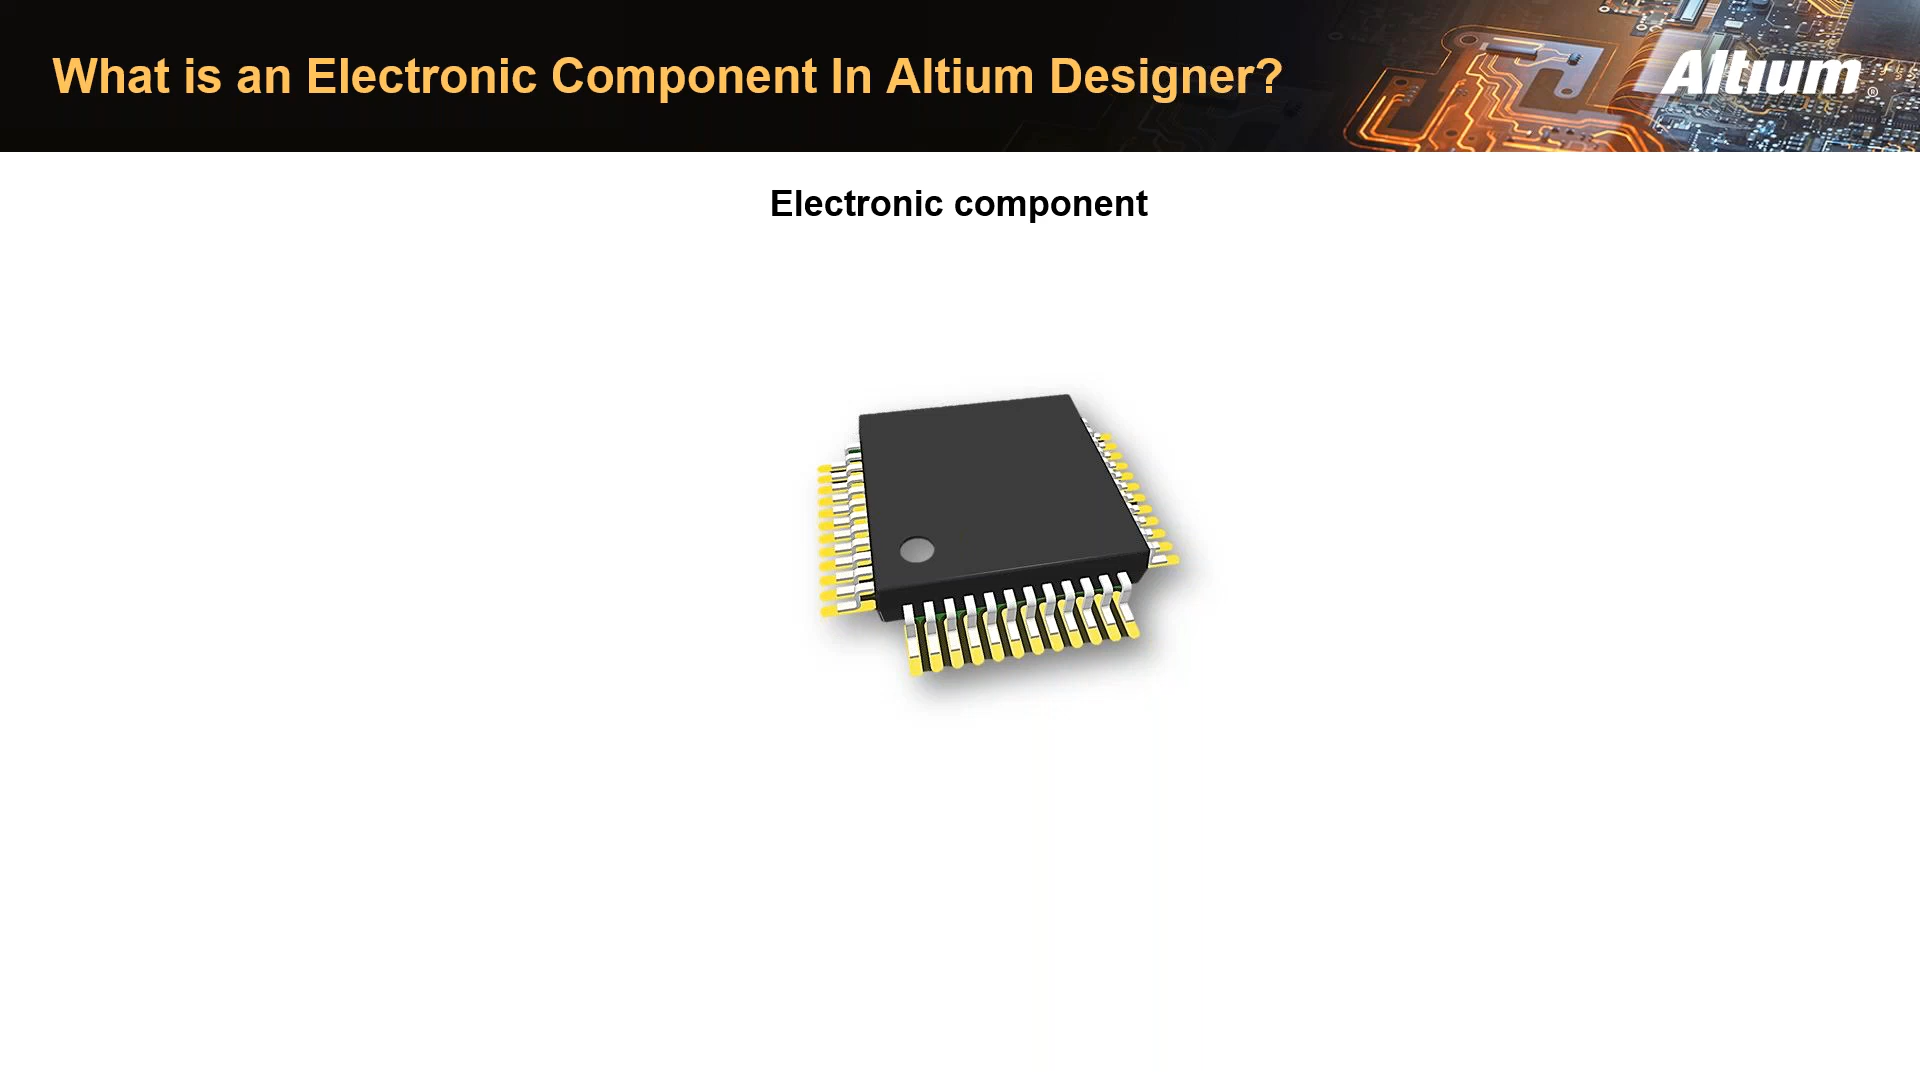 What is an Electronic Component In Altium Designer?
Altium®
Electronic component